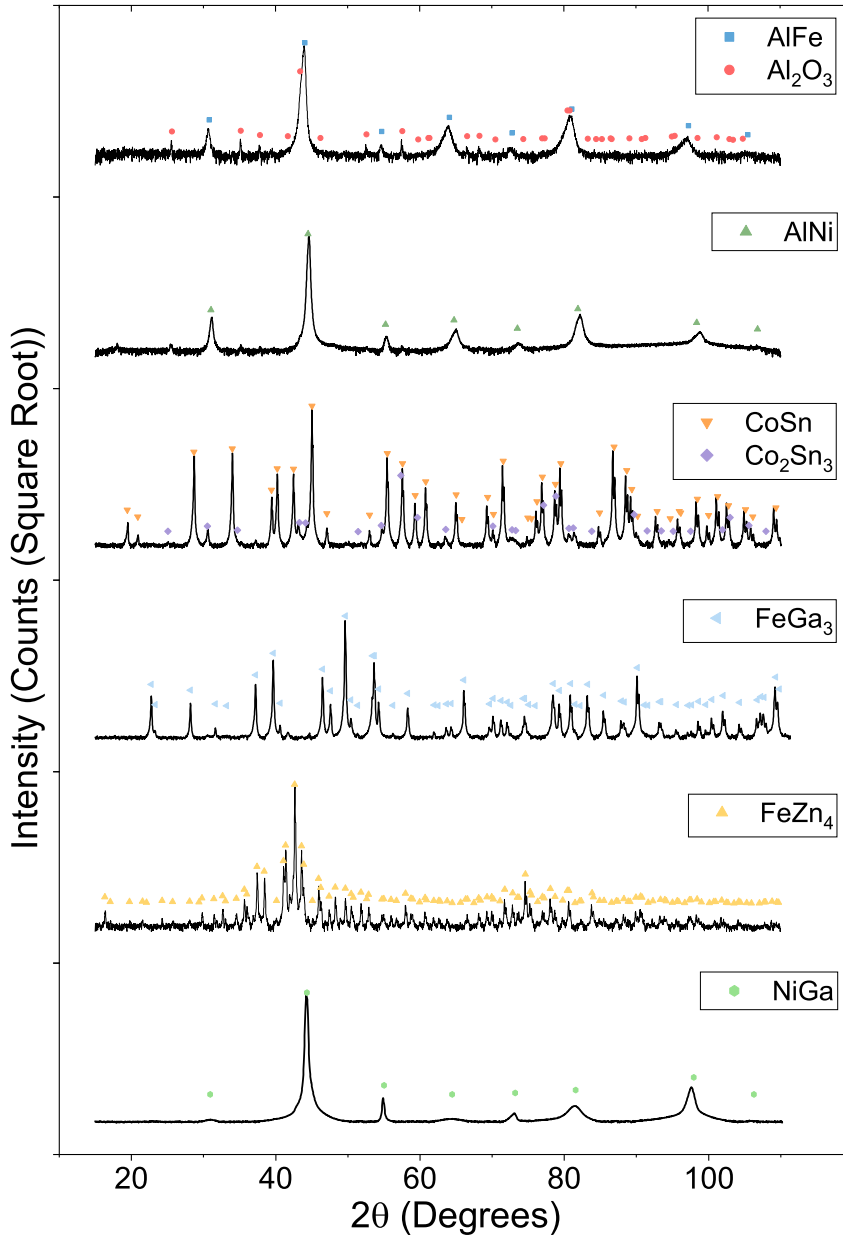 AlFe
Al₂O₃
AlNi
CoSn
Co₂Sn₃
FeGa₃
FeZn₄
NiGa
Intensity (Counts (Square Root))
20 40 60 80 100
2θ (Degrees)